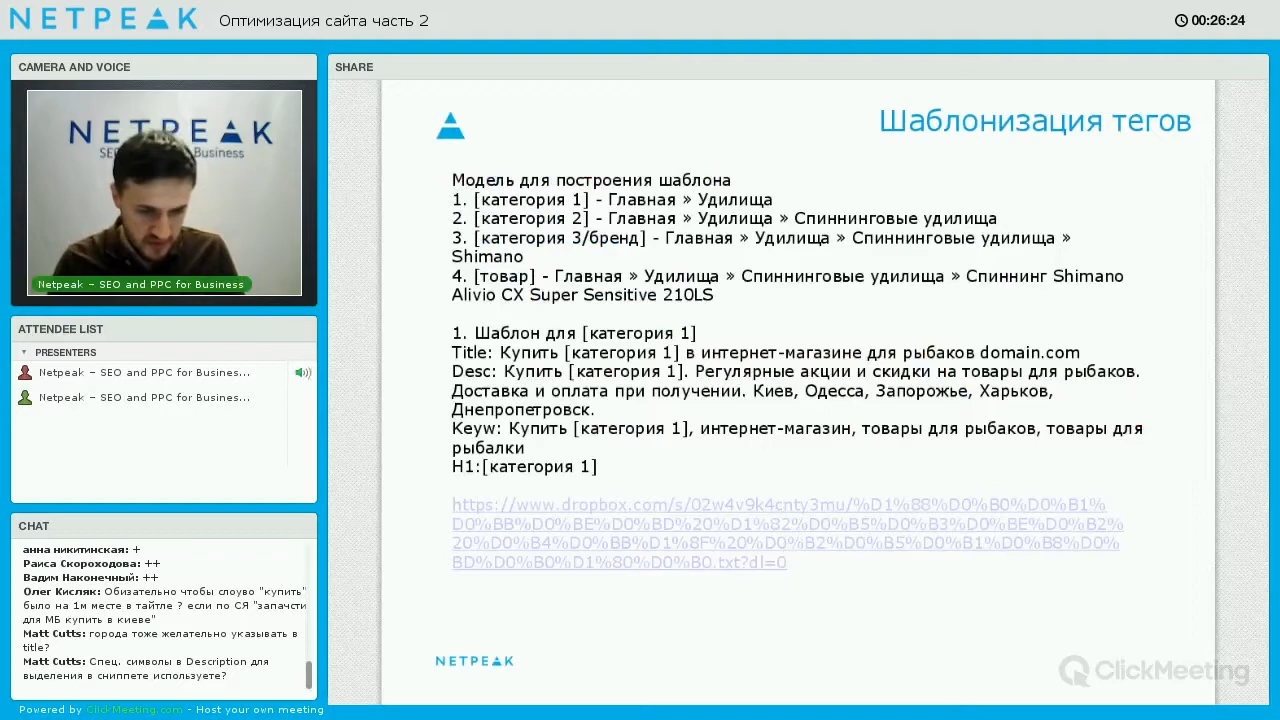 NETPEAK
Оптимизация сайта часть 2
00:26:24
CAMERA AND VOICE
NETPEAK
Business
Netpeak – SEO and PPC for Business
ATTENDEE LIST
PRESENTERS
Netpeak – SEO and PPC for Busines...
Netpeak – SEO and PPC for Busines...
CHAT
анна никитинская: +
Раиса Скороходова: ++
Вадим Наконечный: ++
Олег Кисляк: Обизательно чтобы слоуво "купить"
было на 1м месте в тайтле ? если по СЯ "запачсти
для МБ купить в киеве"
Matt Cutts: города тоже желательно указывать в
title?
Matt Cutts: Спец. символы в Description для
выделения в сниппете используете?
Powered by ClickMeeting.com - Host your own meeting
SHARE
Шаблонизация тегов
Модель для построения шаблона
1. [категория 1] - Главная » Удилища
2. [категория 2] - Главная » Удилища » Спиннинговые удилища
3. [категория 3/бренд] - Главная » Удилища » Спиннинговые удилища »
Shimano
4. [товар] - Главная » Удилища » Спиннинговые удилища » Спиннинг Shimano
Alivio CX Super Sensitive 210LS
1. Шаблон для [категория 1]
Title: Купить [категория 1] в интернет-магазине для рыбаков domain.com
Desc: Купить [категория 1]. Регулярные акции и скидки на товары для рыбаков.
Доставка и оплата при получении. Киев, Одесса, Запорожье, Харьков,
Днепропетровск.
Keyw: Купить [категория 1], интернет-магазин, товары для рыбаков, товары для
рыбалки
H1:[категория 1]
https://www.dropbox.com/s/02w4v9k4cnty3mu/%D1%88%D0%B0%D0%B1%
D0%BB%D0%BE%D0%BD%20%D1%82%D0%B5%D0%B3%D0%BE%D0%B2%
20%D0%B4%D0%BB%D1%8F%20%D0%B2%D0%B5%D0%B1%D0%B8%D0%
BD%D0%B0%D1%80%D0%B0.txt?dl=0
NETPEAK
ClickMeeting